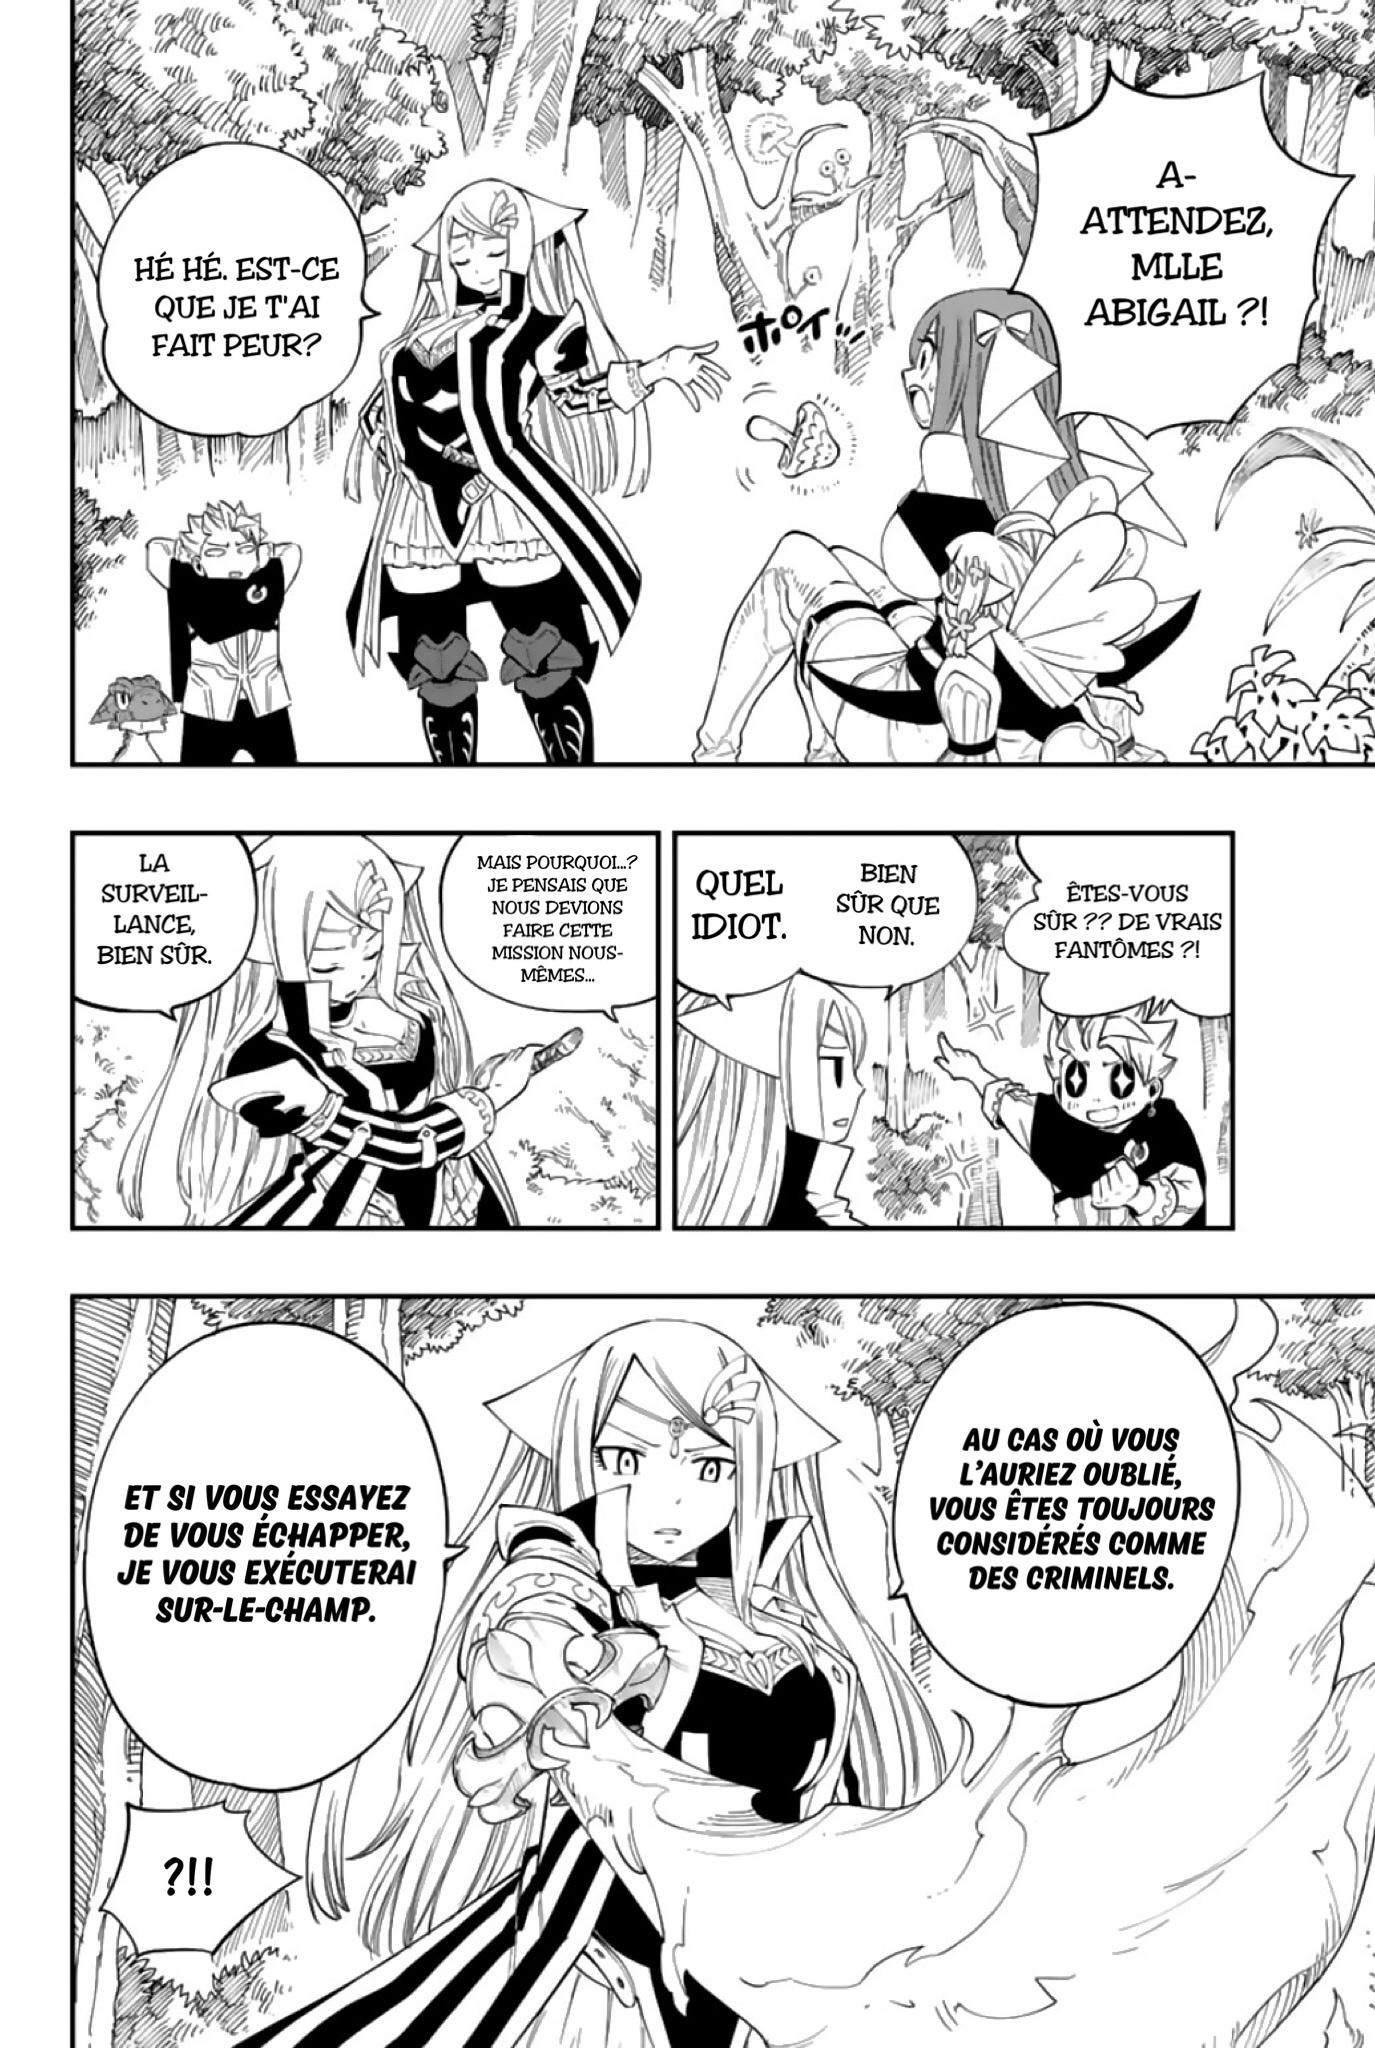 A-
ATTENDEZ,
MLLE
ABIGAIL ?!
ポイッ
HÉ HÉ. EST-CE
QUE JE T'AI
FAIT PEUR?
ÊTES-VOUS
SÛR ?? DE VRAIS
FANTÔMES ?!
BIEN
SÛR QUE
NON.
QUEL
IDIOT.
MAIS POURQUOI...?
JE PENSAIS QUE
NOUS DEVIONS
FAIRE CETTE
MISSION NOUS-
MÊMES...
LA
SURVEIL-
LANCE,
BIEN SÛR.
AU CAS OÙ VOUS
L'AURIEZ OUBLIÉ,
VOUS ÊTES TOUJOURS
CONSIDÉRÉS COMME
DES CRIMINELS.
ET SI VOUS ESSAYEZ
DE VOUS ÉCHAPPER,
JE VOUS EXÉCUTERAI
SUR-LE-CHAMP.
?!!